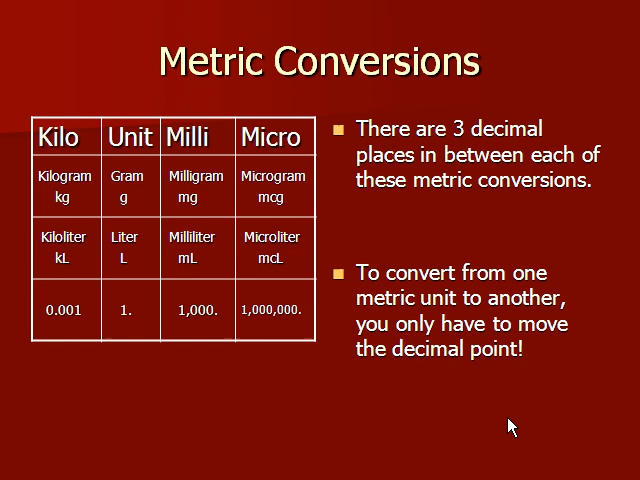 Metric Conversions
Kilo Unit Milli Micro
Kilogram Gram Milligram Microgram
kg g mg mcg
Kiloliter Liter Milliliter Microliter
kL L mL mcL
0.001 1. 1,000. 1,000,000.
There are 3 decimal
places in between each of
these metric conversions.
To convert from one
metric unit to another,
you only have to move
the decimal point!